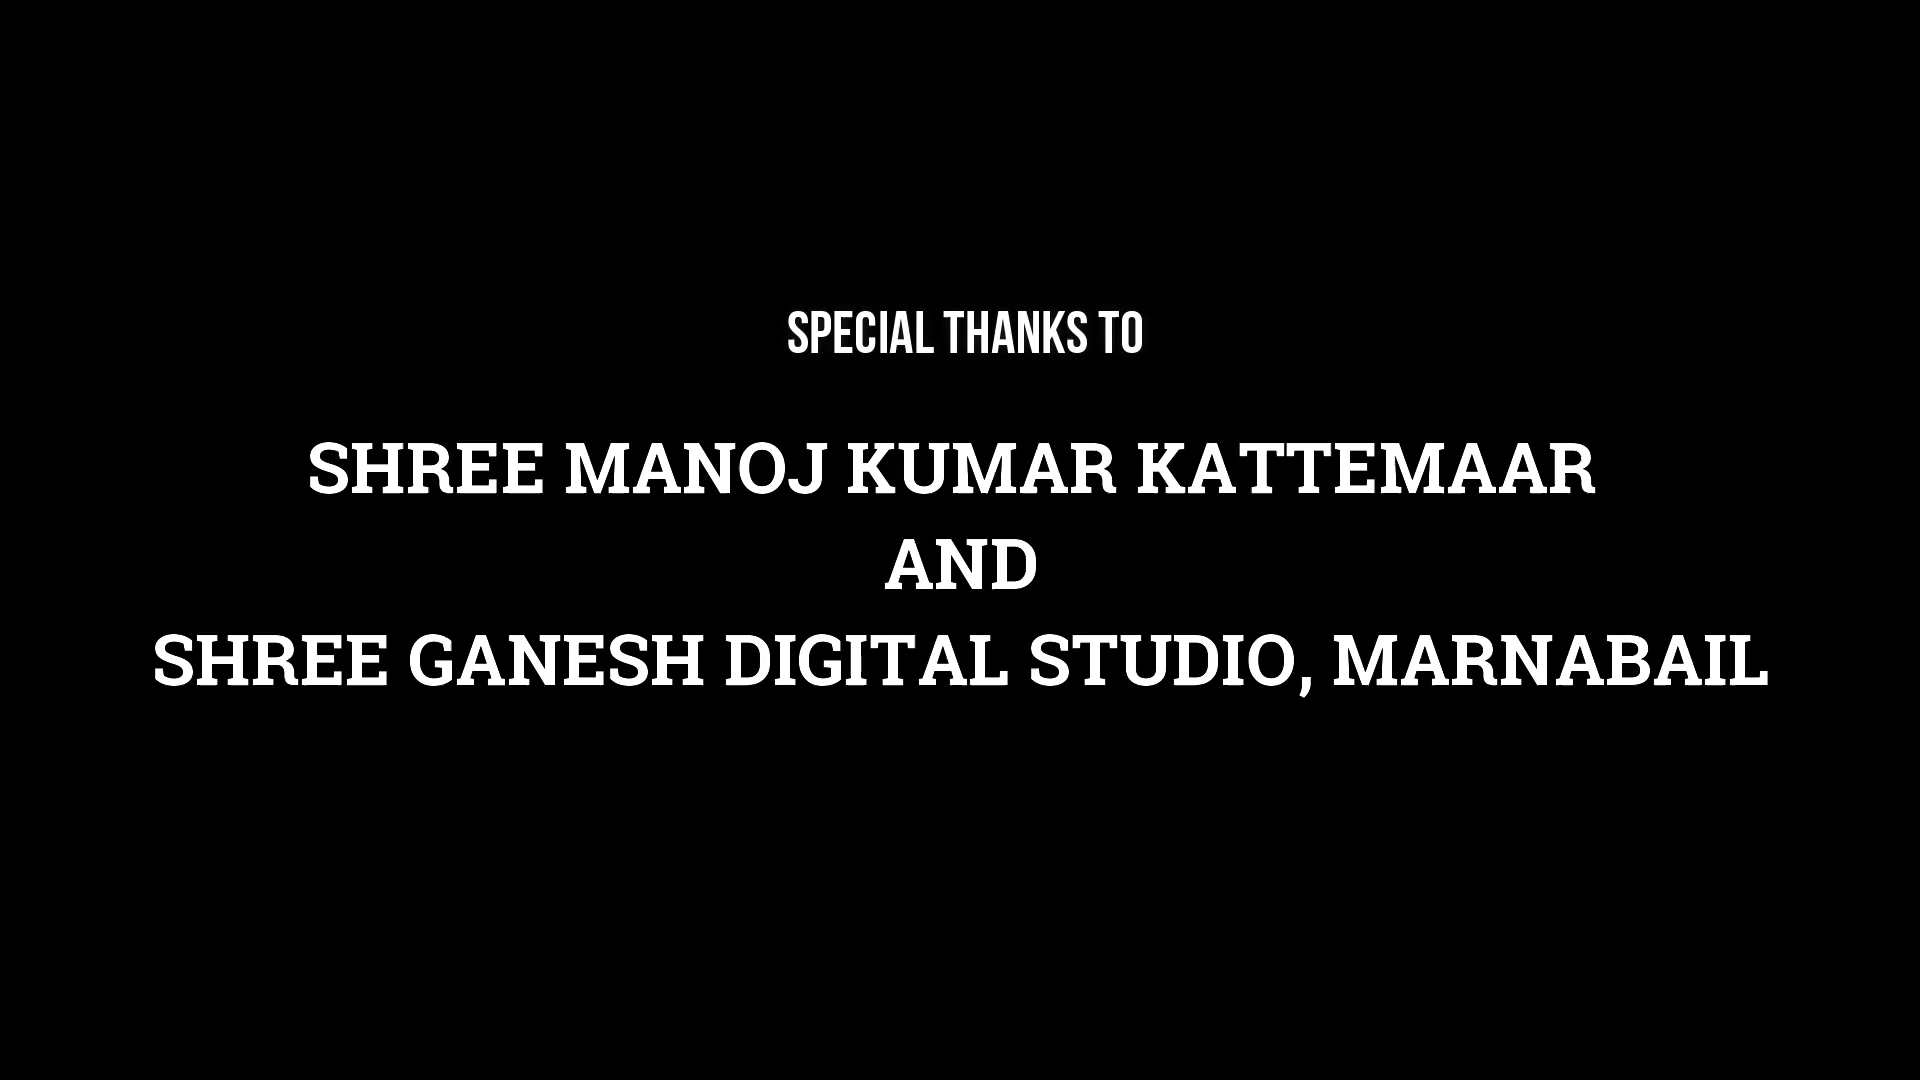 SPECIAL THANKS TO
SHREE MANOJ KUMAR KATTEMAAR
AND
SHREE GANESH DIGITAL STUDIO, MARNABAIL